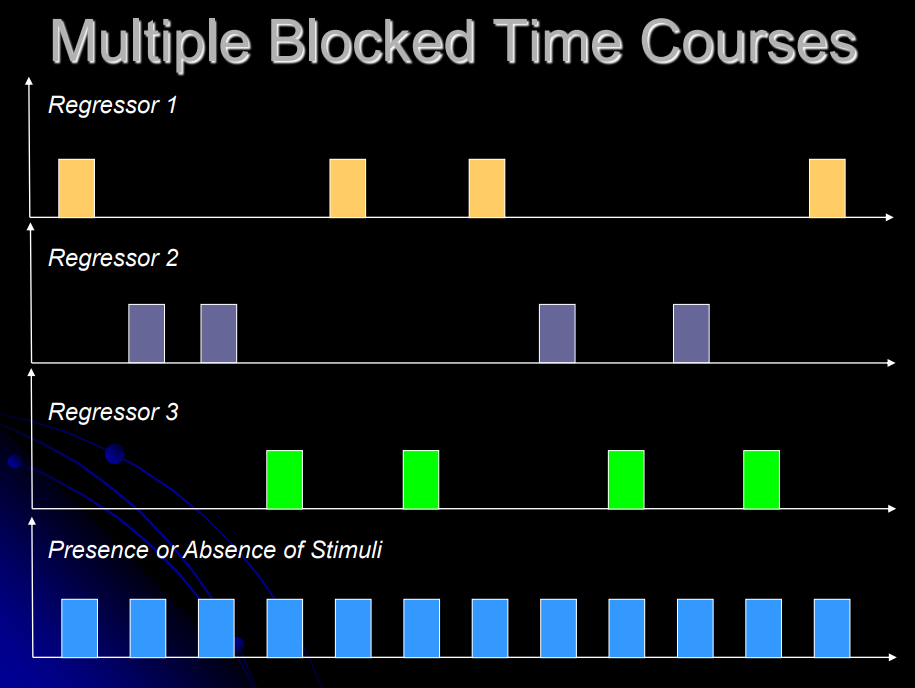 Multiple Blocked Time Courses
Regressor 1
Regressor 2
Regressor 3
Presence or Absence of Stimuli